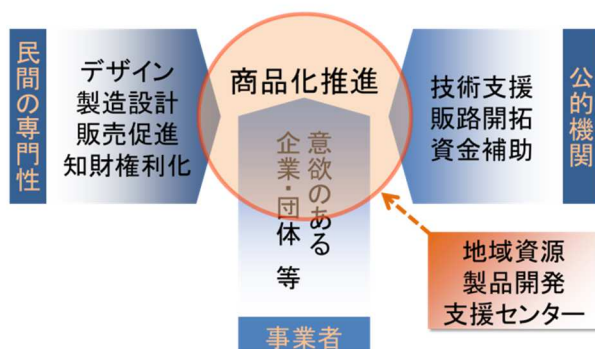 民間の専門性
デザイン
製造設計
販売促進
知財権利化
商品化推進
意欲のある
企業・団体 等
事業者
技術支援
販路開拓
資金補助
公的機関
地域資源
製品開発
支援センター